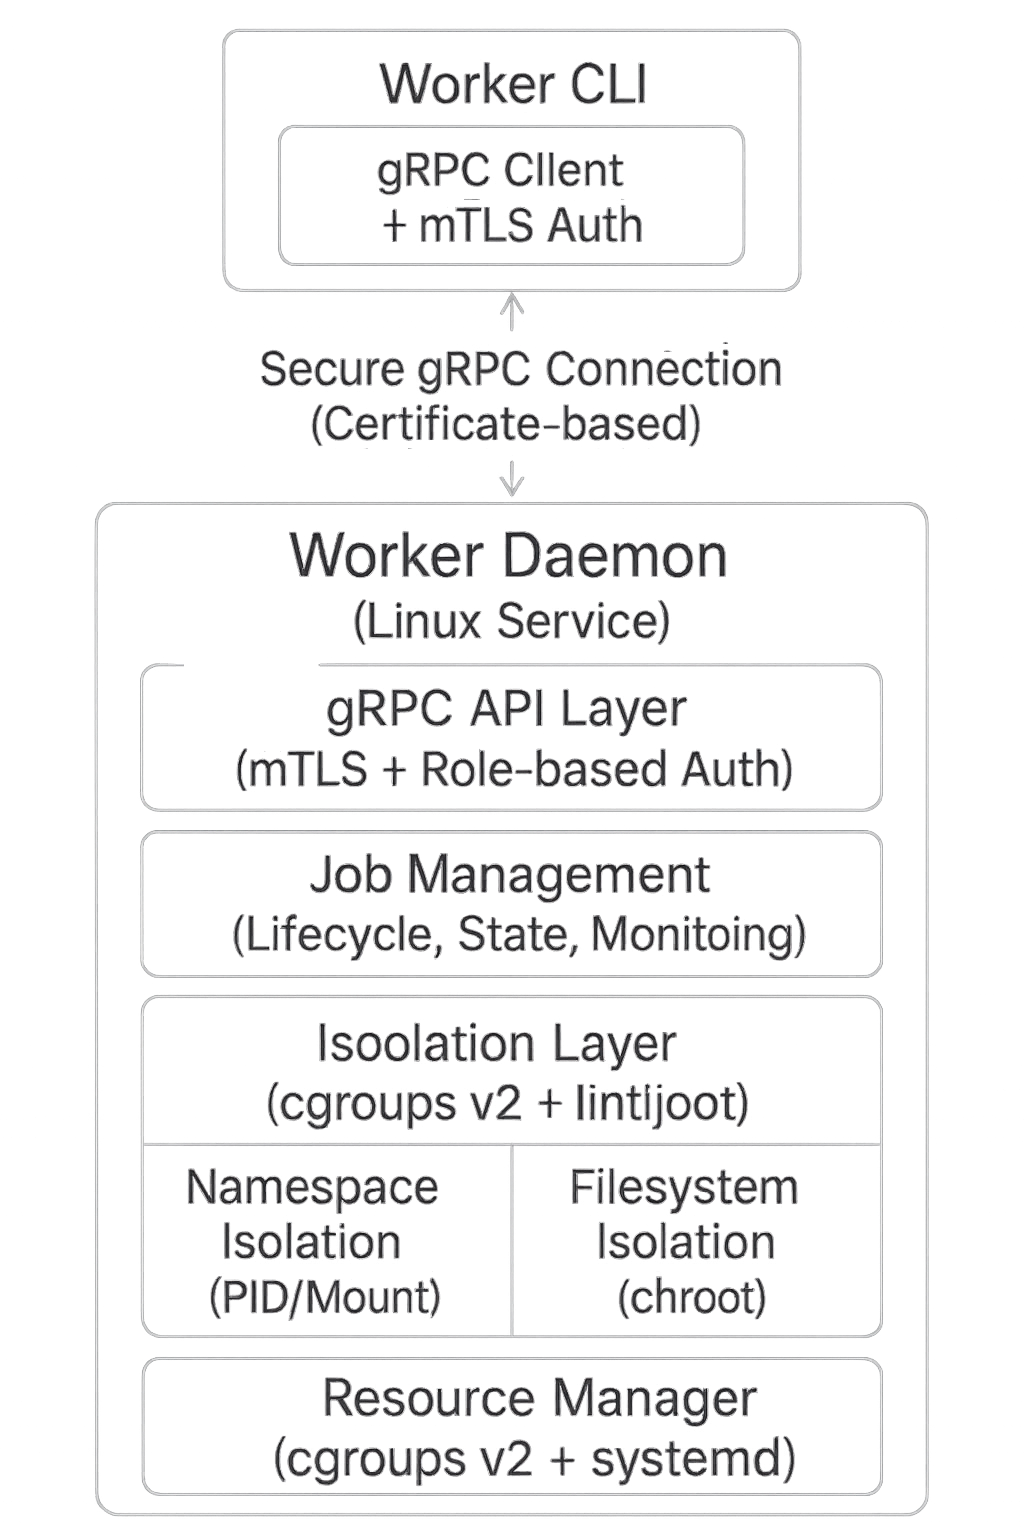 Worker CLI
gRPC Cllent
+ mTLS Auth
Secure gRPC Connection
(Certificate-based)
Worker Daemon
(Linux Service)
gRPC API Layer
(mTLS + Role-based Auth)
Job Management
(Lifecycle, State, Monitoing)
Isoolation Layer
(cgroups v2 + lintljoot)
Namespace
Isolation
(PID/Mount)
Filesystem
Isolation
(chroot)
Resource Manager
(cgroups v2 + systemd)